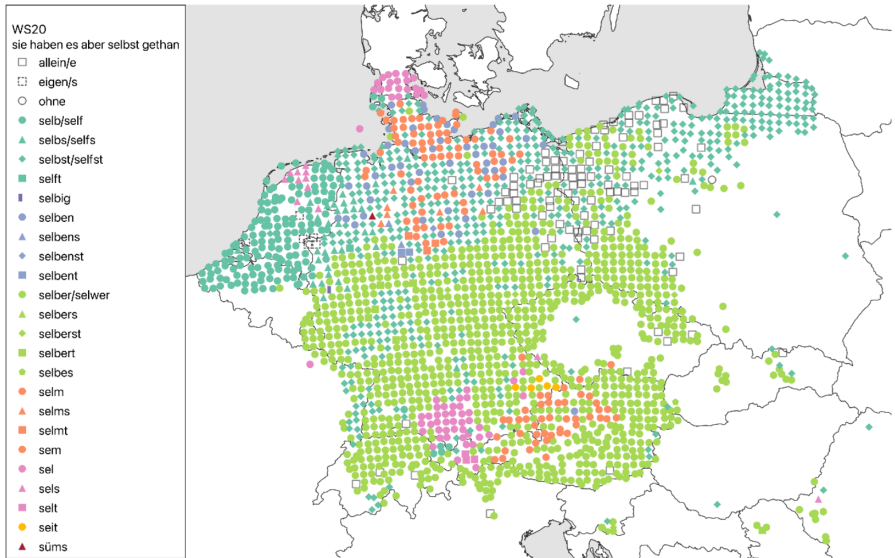 WS20
sie haben es aber selbst gethan
allein/e
eigen/s
ohne
selb/self
selbs/selfs
selbst/selfst
selft
selbig
selben
selbens
selbenst
selbent
selber/selwer
selbers
selberst
selbert
selbes
selm
selms
selmt
sem
sel
sels
selt
seit
süms